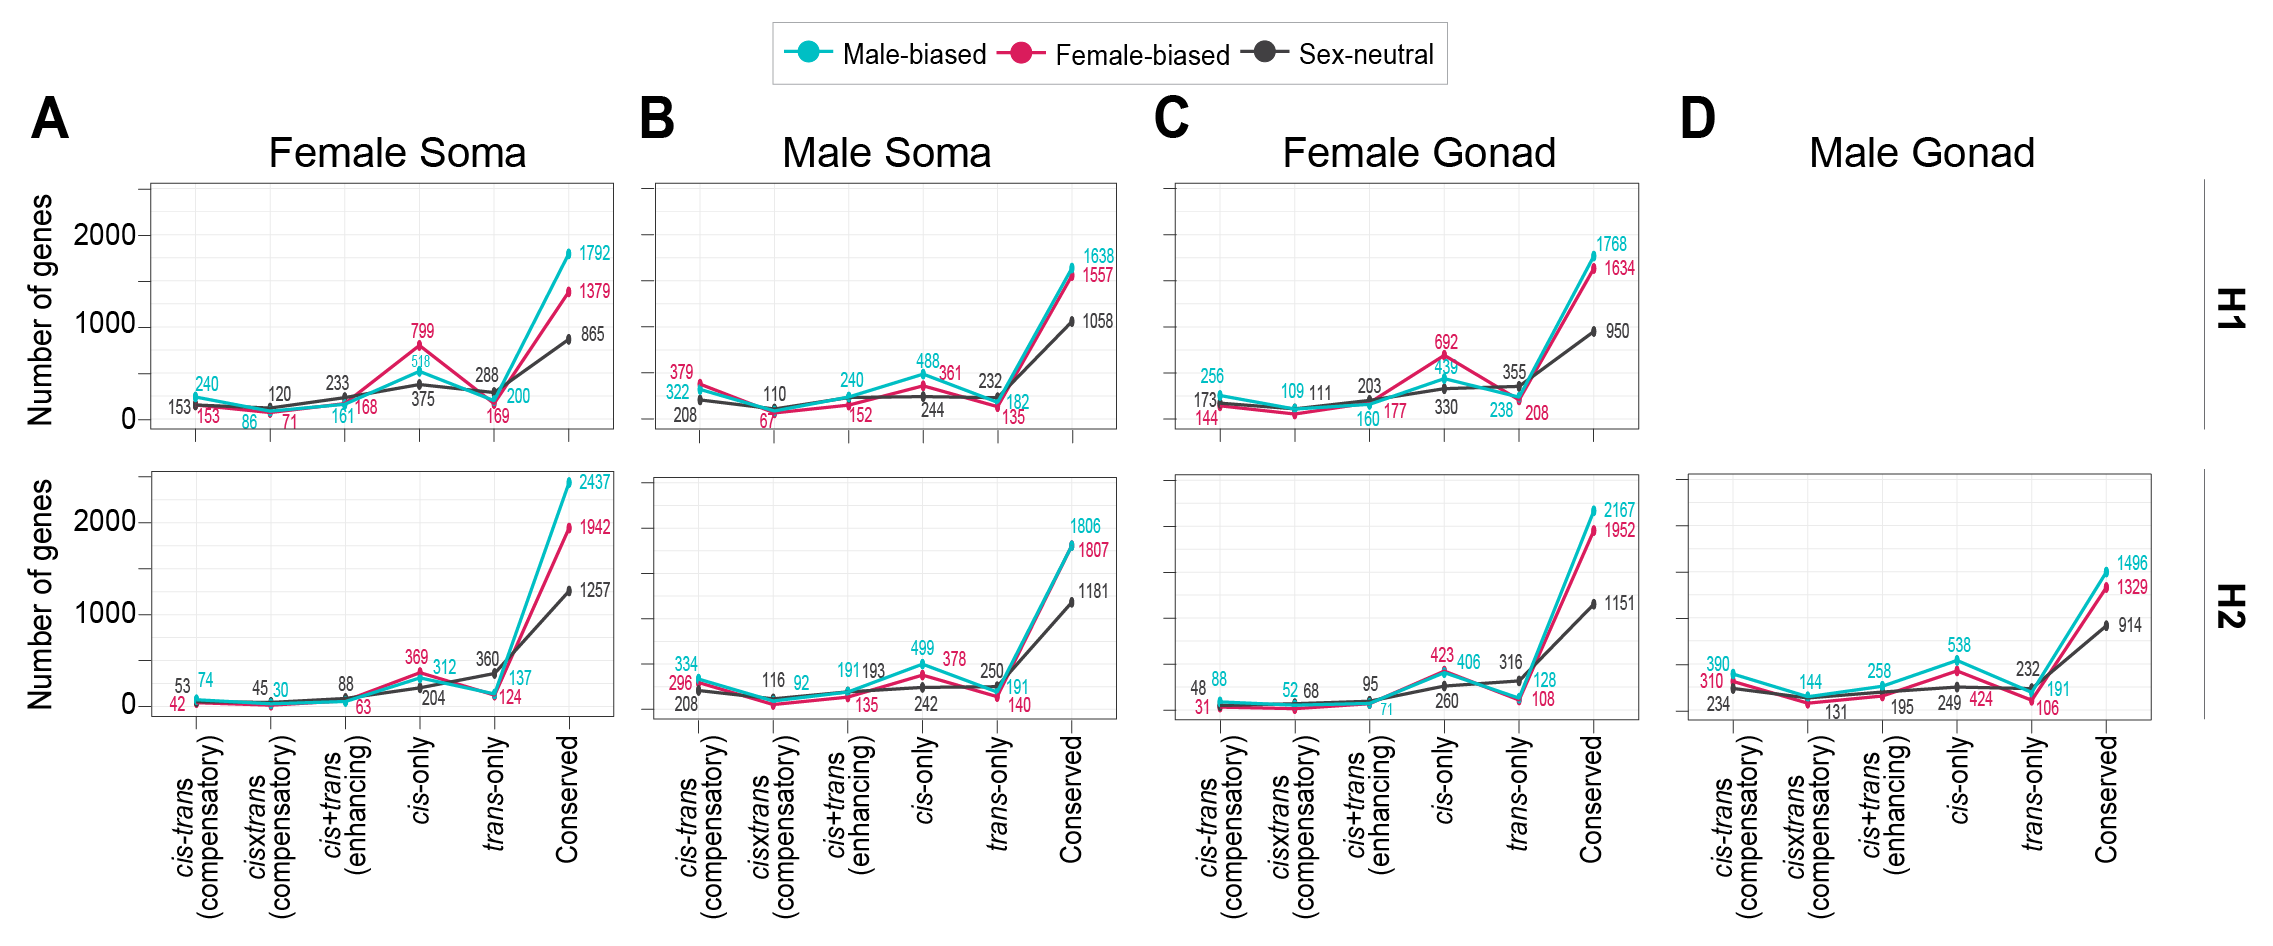 Male-biased Female-biased Sex-neutral
A B C D
Female Soma Male Soma Female Gonad Male Gonad
Number of genes
2000
1000
0
240
153
153
120
86
71
233
161
168
799
518
375
288
200
169
1792
1379
865
379
322
208
110
67
240
152
488
361
244
232
182
135
1638
1557
1058
256
173
144
109
111
203
160
177
692
439
330
355
238
208
1768
1634
950
H1
Number of genes
2000
1000
0
53
74
42
45
30
88
63
369
312
204
360
137
124
2437
1942
1257
334
296
208
116
92
191
193
135
499
378
242
250
191
140
1806
1807
1181
48
88
31
52
68
95
71
423
406
260
316
128
108
2167
1952
1151
390
310
234
144
131
258
195
538
249
424
232
191
106
1496
1329
914
H2
cis-trans
(compensatory)
cisxtrans
(compensatory)
cis+trans
(enhancing)
cis-only
trans-only
Conserved
cis-trans
(compensatory)
cisxtrans
(compensatory)
cis+trans
(enhancing)
cis-only
trans-only
Conserved
cis-trans
(compensatory)
cisxtrans
(compensatory)
cis+trans
(enhancing)
cis-only
trans-only
Conserved
cis-trans
(compensatory)
cisxtrans
(compensatory)
cis+trans
(enhancing)
cis-only
trans-only
Conserved